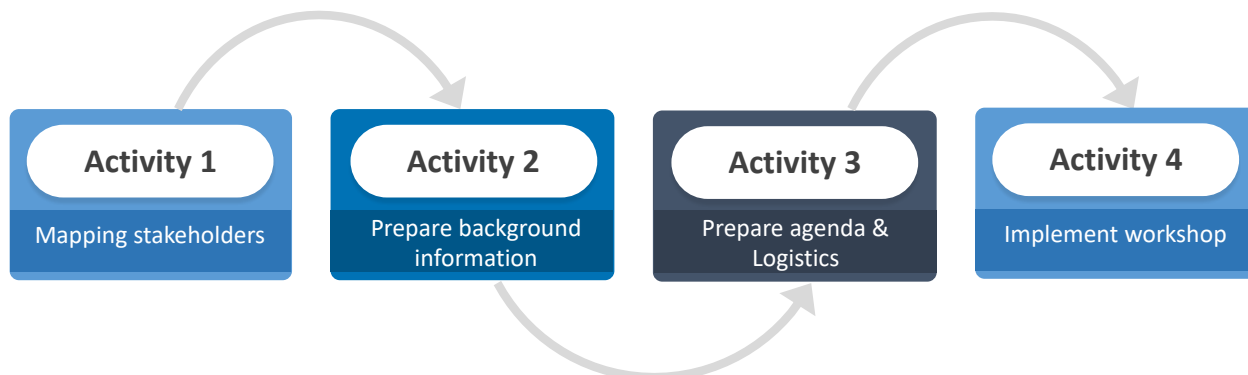 Activity 1
Mapping stakeholders
Activity 2
Prepare background
information
Activity 3
Prepare agenda &
Logistics
Activity 4
Implement workshop